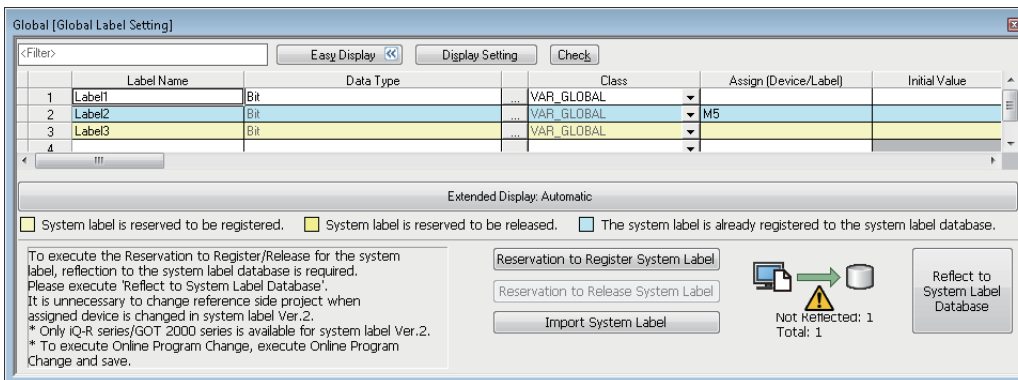 Global [Global Label Setting]
<Filter>
Easy Display
Display Setting
Check
Label Name Data Type Class Assign (Device/Label) Initial Value
1 Label1 Bit ... VAR_GLOBAL
2 Label2 Bit ... VAR_GLOBAL M5
3 Label3 Bit ... VAR_GLOBAL
4
Extended Display: Automatic
System label is reserved to be registered. System label is reserved to be released. The system label is already registered to the system label database.
To execute the Reservation to Register/Release for the system
label, reflection to the system label database is required.
Please execute 'Reflect to System Label Database'.
It is unnecessary to change reference side project when
assigned device is changed in system label Ver.2.
* Only iQ-R series/GOT 2000 series is available for system label Ver.2.
* To execute Online Program Change, execute Online Program
Change and save.
Reservation to Register System Label
Reservation to Release System Label
Import System Label
Not Reflected: 1
Total: 1
Reflect to
System Label
Database